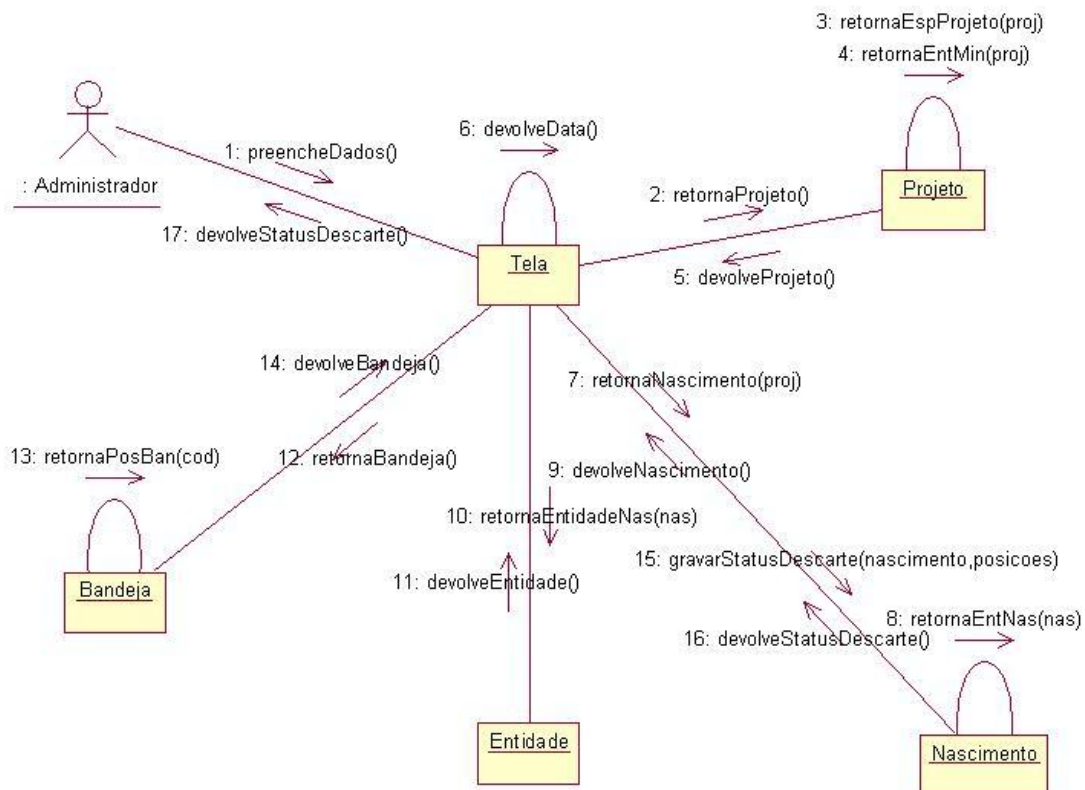 3: retornaEspProjeto(proj)
4: retornaEntMin(proj)
6: devolveData()
1: preencheDados()
: Administrador
Projeto
2: retornaProjeto()
17: devolveStatusDescarte()
Tela
5: devolveProjeto()
14: devolveBandeja()
7: retornaNascimento(proj)
13: retornaPosBan(cod)
12: retornaBandeja()
9: devolveNascimento()
10: retornaEntidadeNas(nas)
15: gravarStatusDescarte(nascimento,posicoes)
11: devolveEntidade()
Bandeja
8: retornaEntNas(nas)
16: devolveStatusDescarte()
Entidade
Nascimento